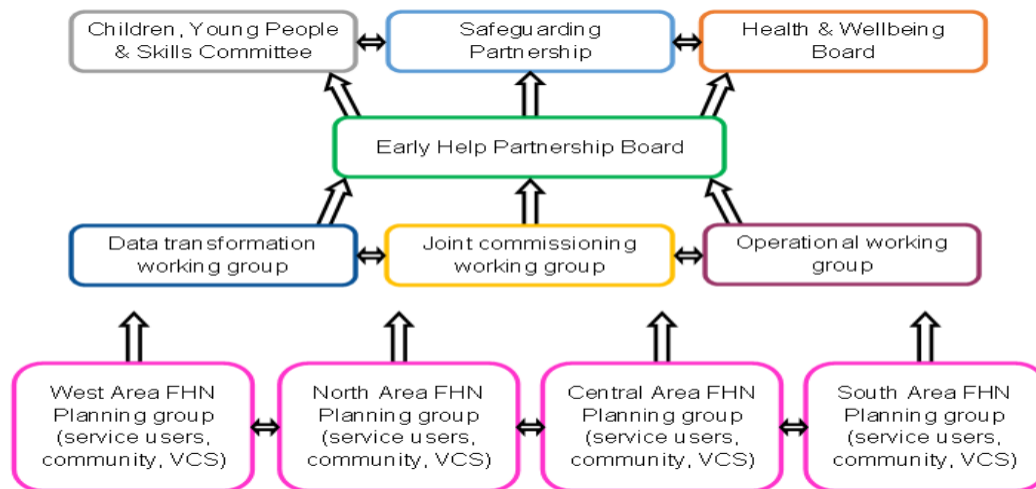 Children, Young People
& Skills Committee
Safeguarding
Partnership
Health & Wellbeing
Board
Early Help Partnership Board
Data transformation
working group
Joint commissioning
working group
Operational working
group
West Area FHN
Planning group
(service users,
community, VCS)
North Area FHN
Planning group
(service users,
community, VCS)
Central Area FHN
Planning group
(service users,
community, VCS)
South Area FHN
Planning group
(service users,
community, VCS)